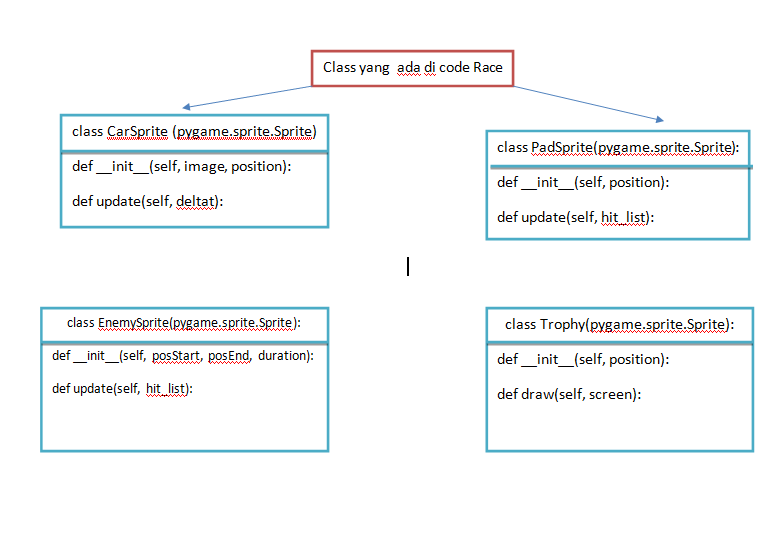 Class yang ada di code Race
class CarSprite (pygame.sprite.Sprite)
def __init__(self, image, position):
def update(self, deltat):
class PadSprite(pygame.sprite.Sprite):
def __init__(self, position):
def update(self, hit_list):
class EnemySprite(pygame.sprite.Sprite):
def __init__(self, posStart, posEnd, duration):
def update(self, hit_list):
class Trophy(pygame.sprite.Sprite):
def __init__(self, position):
def draw(self, screen):